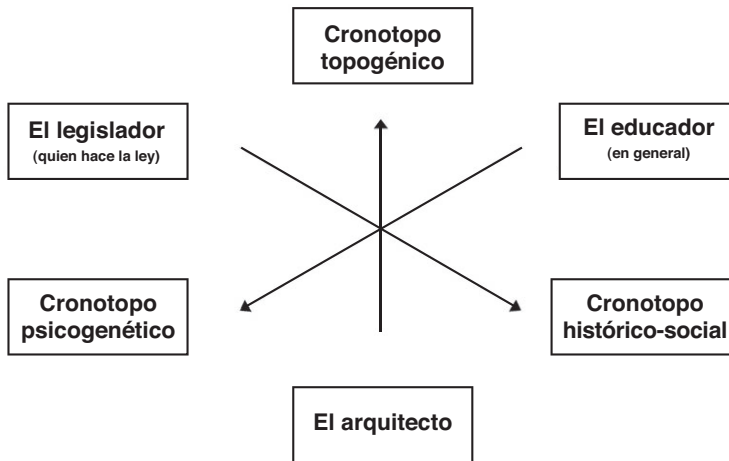 Cronotopo
topogénico
El legislador
(quien hace la ley)
El educador
(en general)
Cronotopo
psicogenético
Cronotopo
histórico-social
El arquitecto